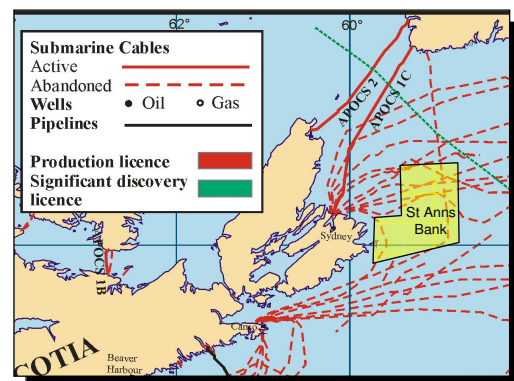 62°
60°
Submarine Cables
Active
Abandoned
Wells
Oil
Gas
Pipelines
Production licence
Significant discovery
licence
APOCS 2
APOCS 1C
St Anns
Bank
Sydney
APOCS 1B
Canso
COTIA
Beaver
Harbour